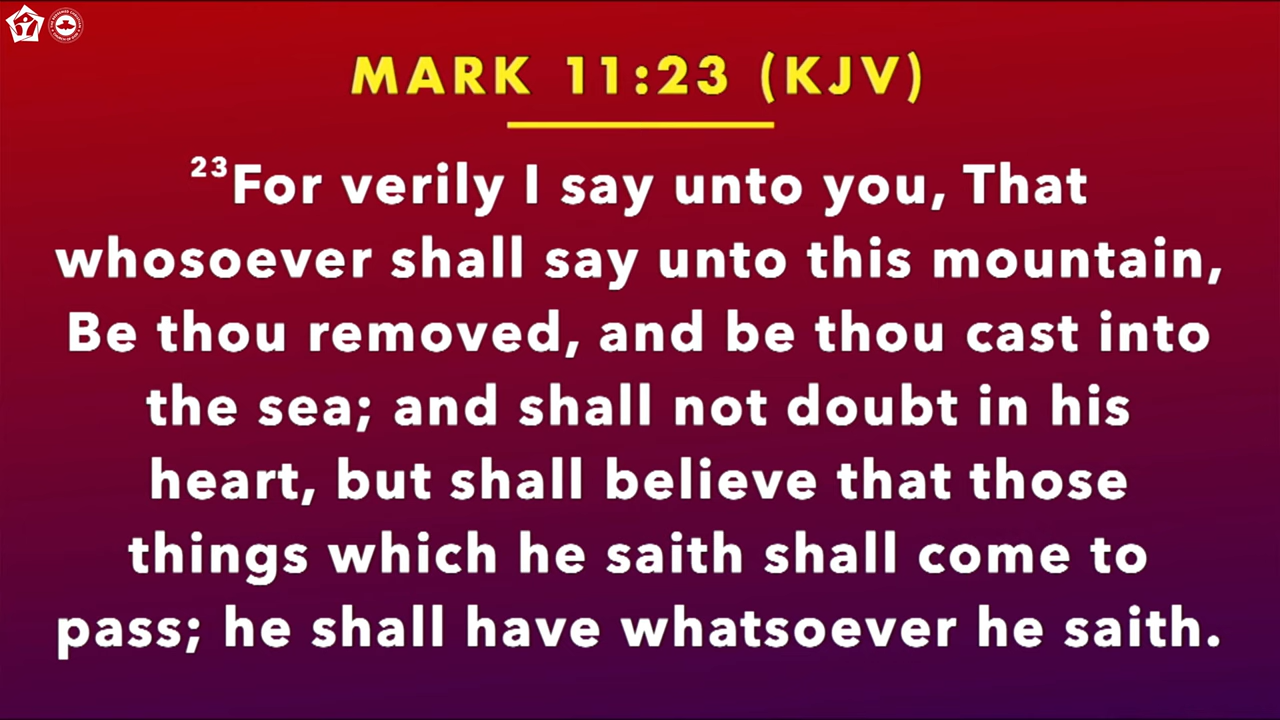 MARK 11:23 (KJV)
23For verily I say unto you, That
whosoever shall say unto this mountain,
Be thou removed, and be thou cast into
the sea; and shall not doubt in his
heart, but shall believe that those
things which he saith shall come to
pass; he shall have whatsoever he saith.